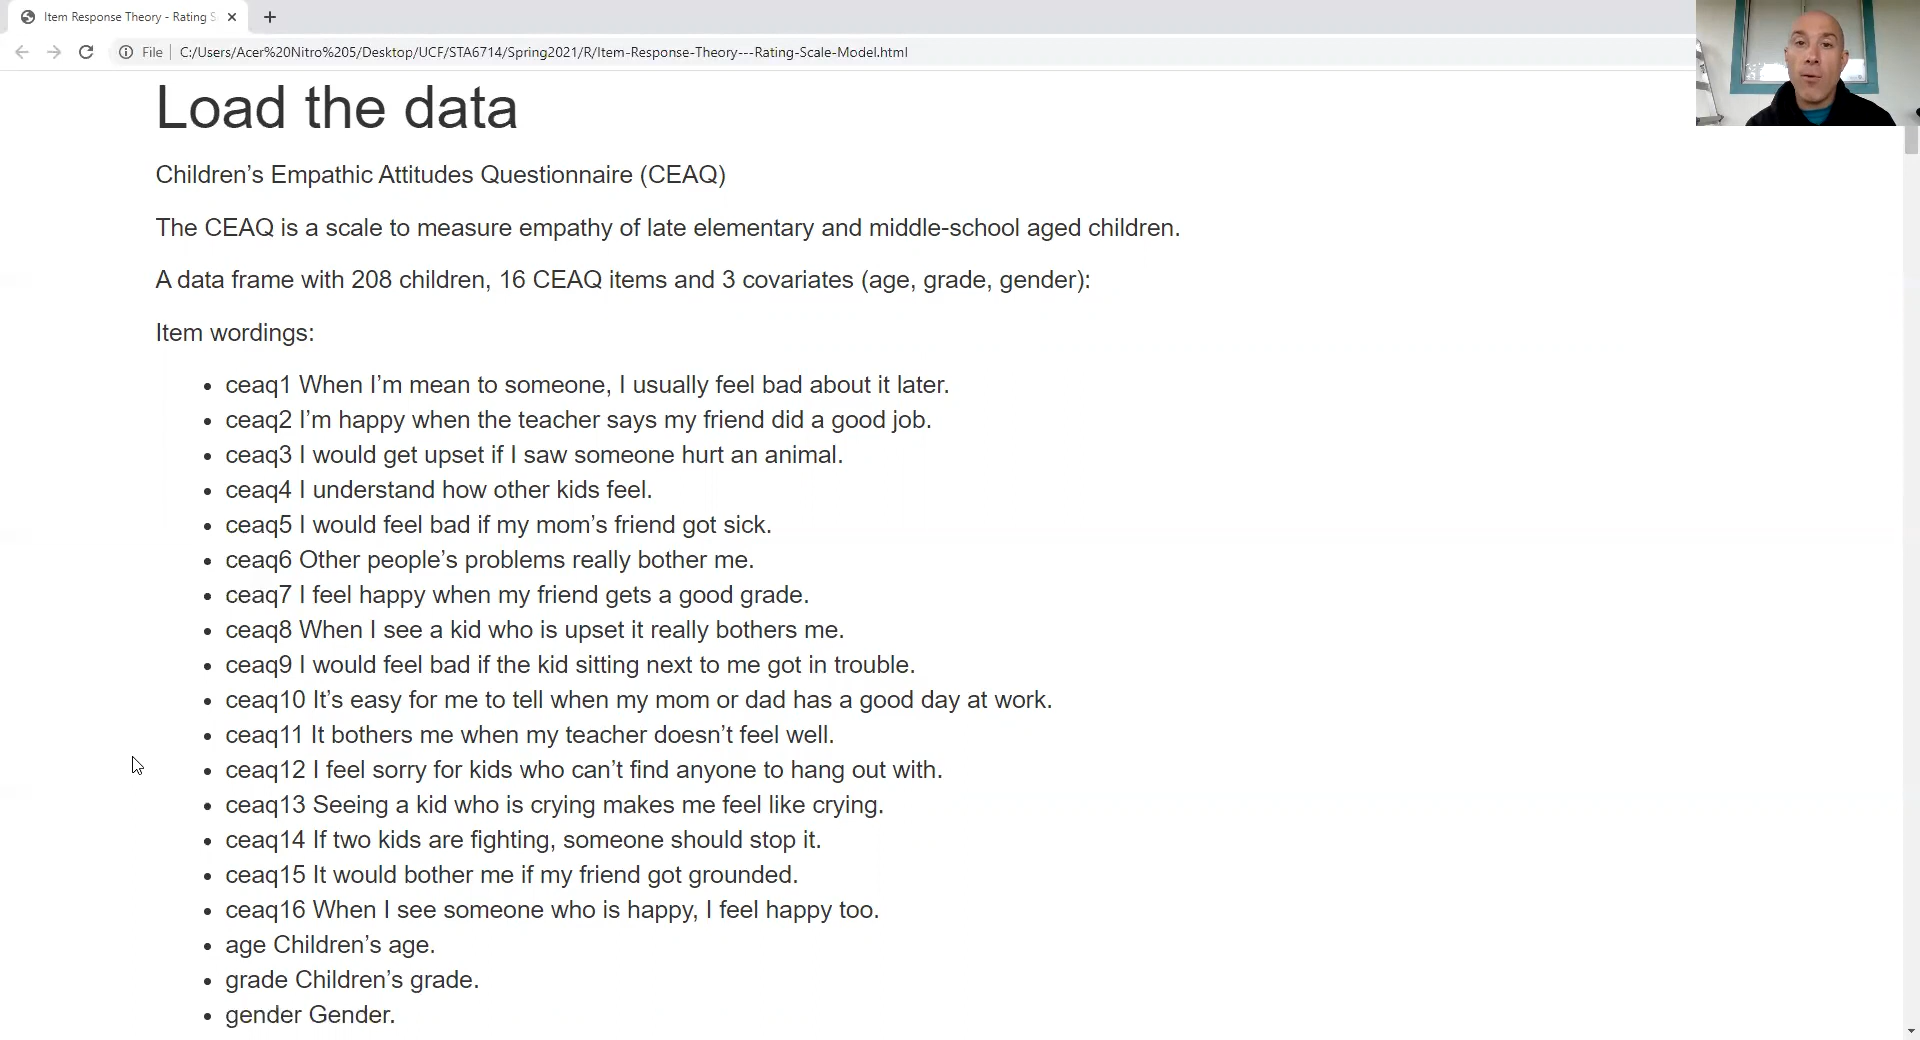 Item Response Theory - Rating S
File C:/Users/Acer%20Nitro%205/Desktop/UCF/STA6714/Spring2021/R/Item-Response-Theory---Rating-Scale-Model.html
Load the data
Children’s Empathic Attitudes Questionnaire (CEAQ)
The CEAQ is a scale to measure empathy of late elementary and middle-school aged children.
A data frame with 208 children, 16 CEAQ items and 3 covariates (age, grade, gender):
Item wordings:
• ceaq1 When I’m mean to someone, I usually feel bad about it later.
• ceaq2 I’m happy when the teacher says my friend did a good job.
• ceaq3 I would get upset if I saw someone hurt an animal.
• ceaq4 I understand how other kids feel.
• ceaq5 I would feel bad if my mom’s friend got sick.
• ceaq6 Other people’s problems really bother me.
• ceaq7 I feel happy when my friend gets a good grade.
• ceaq8 When I see a kid who is upset it really bothers me.
• ceaq9 I would feel bad if the kid sitting next to me got in trouble.
• ceaq10 It’s easy for me to tell when my mom or dad has a good day at work.
• ceaq11 It bothers me when my teacher doesn’t feel well.
• ceaq12 I feel sorry for kids who can’t find anyone to hang out with.
• ceaq13 Seeing a kid who is crying makes me feel like crying.
• ceaq14 If two kids are fighting, someone should stop it.
• ceaq15 It would bother me if my friend got grounded.
• ceaq16 When I see someone who is happy, I feel happy too.
• age Children’s age.
• grade Children’s grade.
• gender Gender.